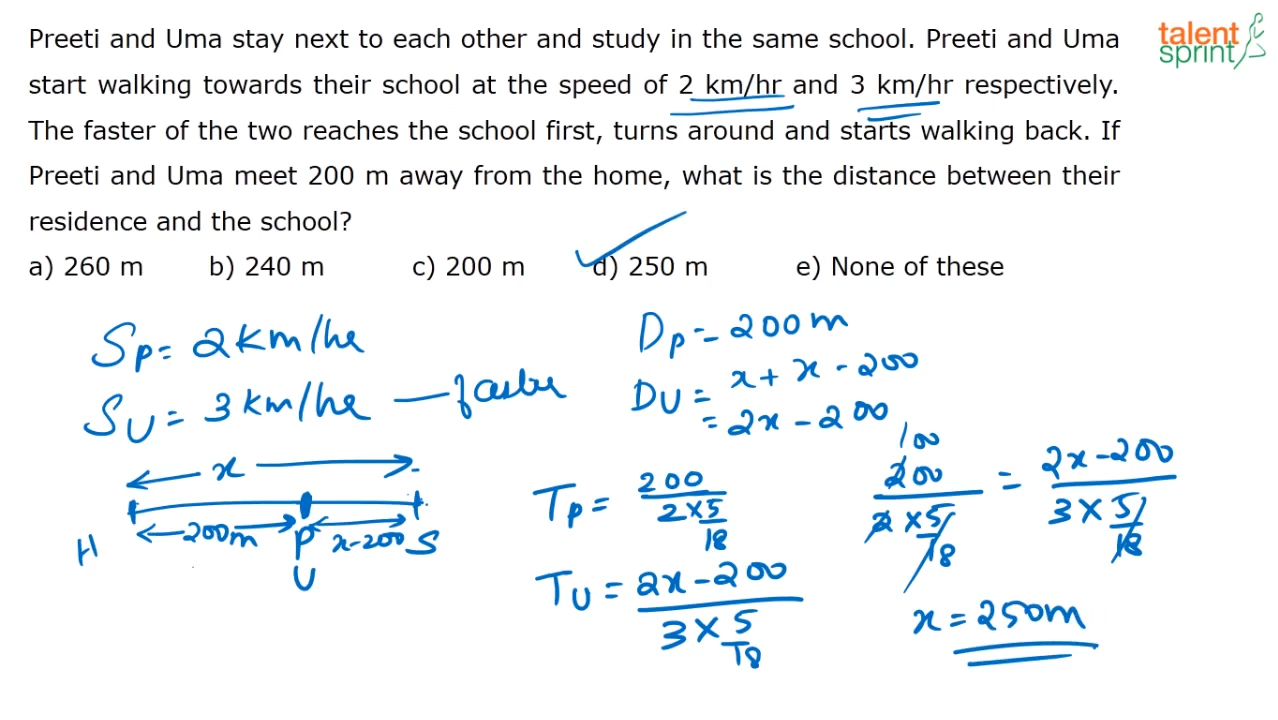 Preeti and Uma stay next to each other and study in the same school. Preeti and Uma
start walking towards their school at the speed of 2 km/hr and 3 km/hr respectively.
The faster of the two reaches the school first, turns around and starts walking back. If
Preeti and Uma meet 200 m away from the home, what is the distance between their
residence and the school?
a) 260 m b) 240 m c) 200 m d) 250 m e) None of these
talent
sprint
Sp = 2km/hr
SU = 3km/hr — faster
x
200m x-200
H P S
U
Dp = 200m
DU = x + x - 200
= 2x - 200
Tp = 200 / (2 × 5/18)
TU = 2x - 200 / (3 × 5/18)
100
200 / (2 × 5/18) = 2x - 200 / (3 × 5/18)
x = 250m